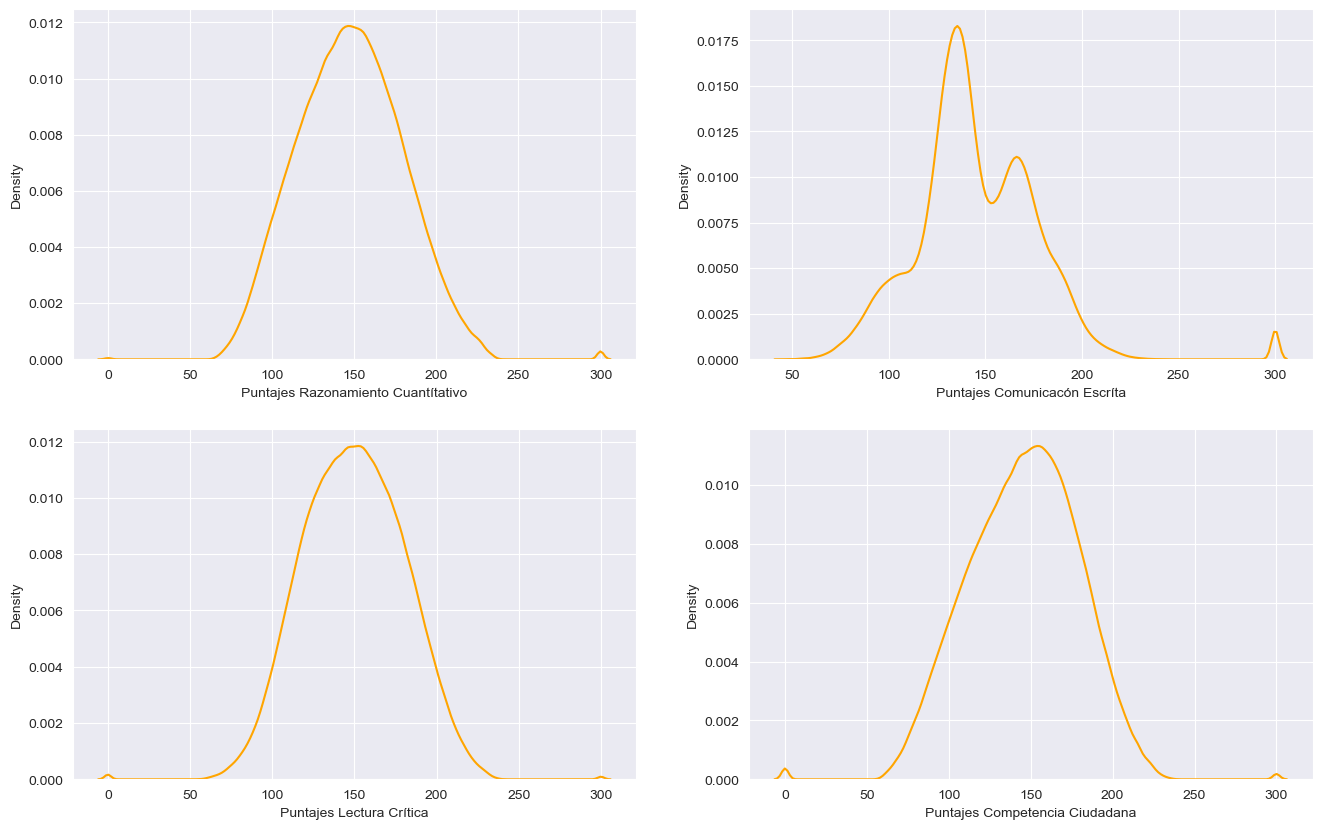 0.012
0.010
0.008
0.006
0.004
0.002
0.000
Density
0 50 100 150 200 250 300
Puntajes Razonamiento Cuantítativo
0.0175
0.0150
0.0125
0.0100
0.0075
0.0050
0.0025
0.0000
Density
50 100 150 200 250 300
Puntajes Comunicacón Escríta
0.012
0.010
0.008
0.006
0.004
0.002
0.000
Density
0 50 100 150 200 250 300
Puntajes Lectura Crítica
0.010
0.008
0.006
0.004
0.002
0.000
Density
0 50 100 150 200 250 300
Puntajes Competencia Ciudadana